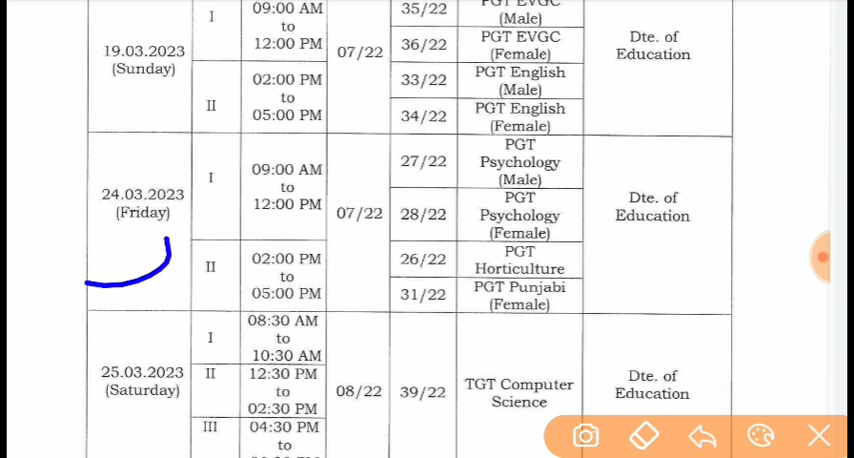 19.03.2023
(Sunday)
I
09:00 AM
to
12:00 PM
II
02:00 PM
to
05:00 PM
07/22
35/22
PGT EVGC
(Male)
36/22
PGT EVGC
(Female)
33/22
PGT English
(Male)
34/22
PGT English
(Female)
Dte. of
Education
24.03.2023
(Friday)
I
09:00 AM
to
12:00 PM
II
02:00 PM
to
05:00 PM
07/22
27/22
PGT
Psychology
(Male)
28/22
PGT
Psychology
(Female)
26/22
PGT
Horticulture
31/22
PGT Punjabi
(Female)
Dte. of
Education
25.03.2023
(Saturday)
I
08:30 AM
to
10:30 AM
II
12:30 PM
to
02:30 PM
III
04:30 PM
to
08/22
39/22
TGT Computer
Science
Dte. of
Education